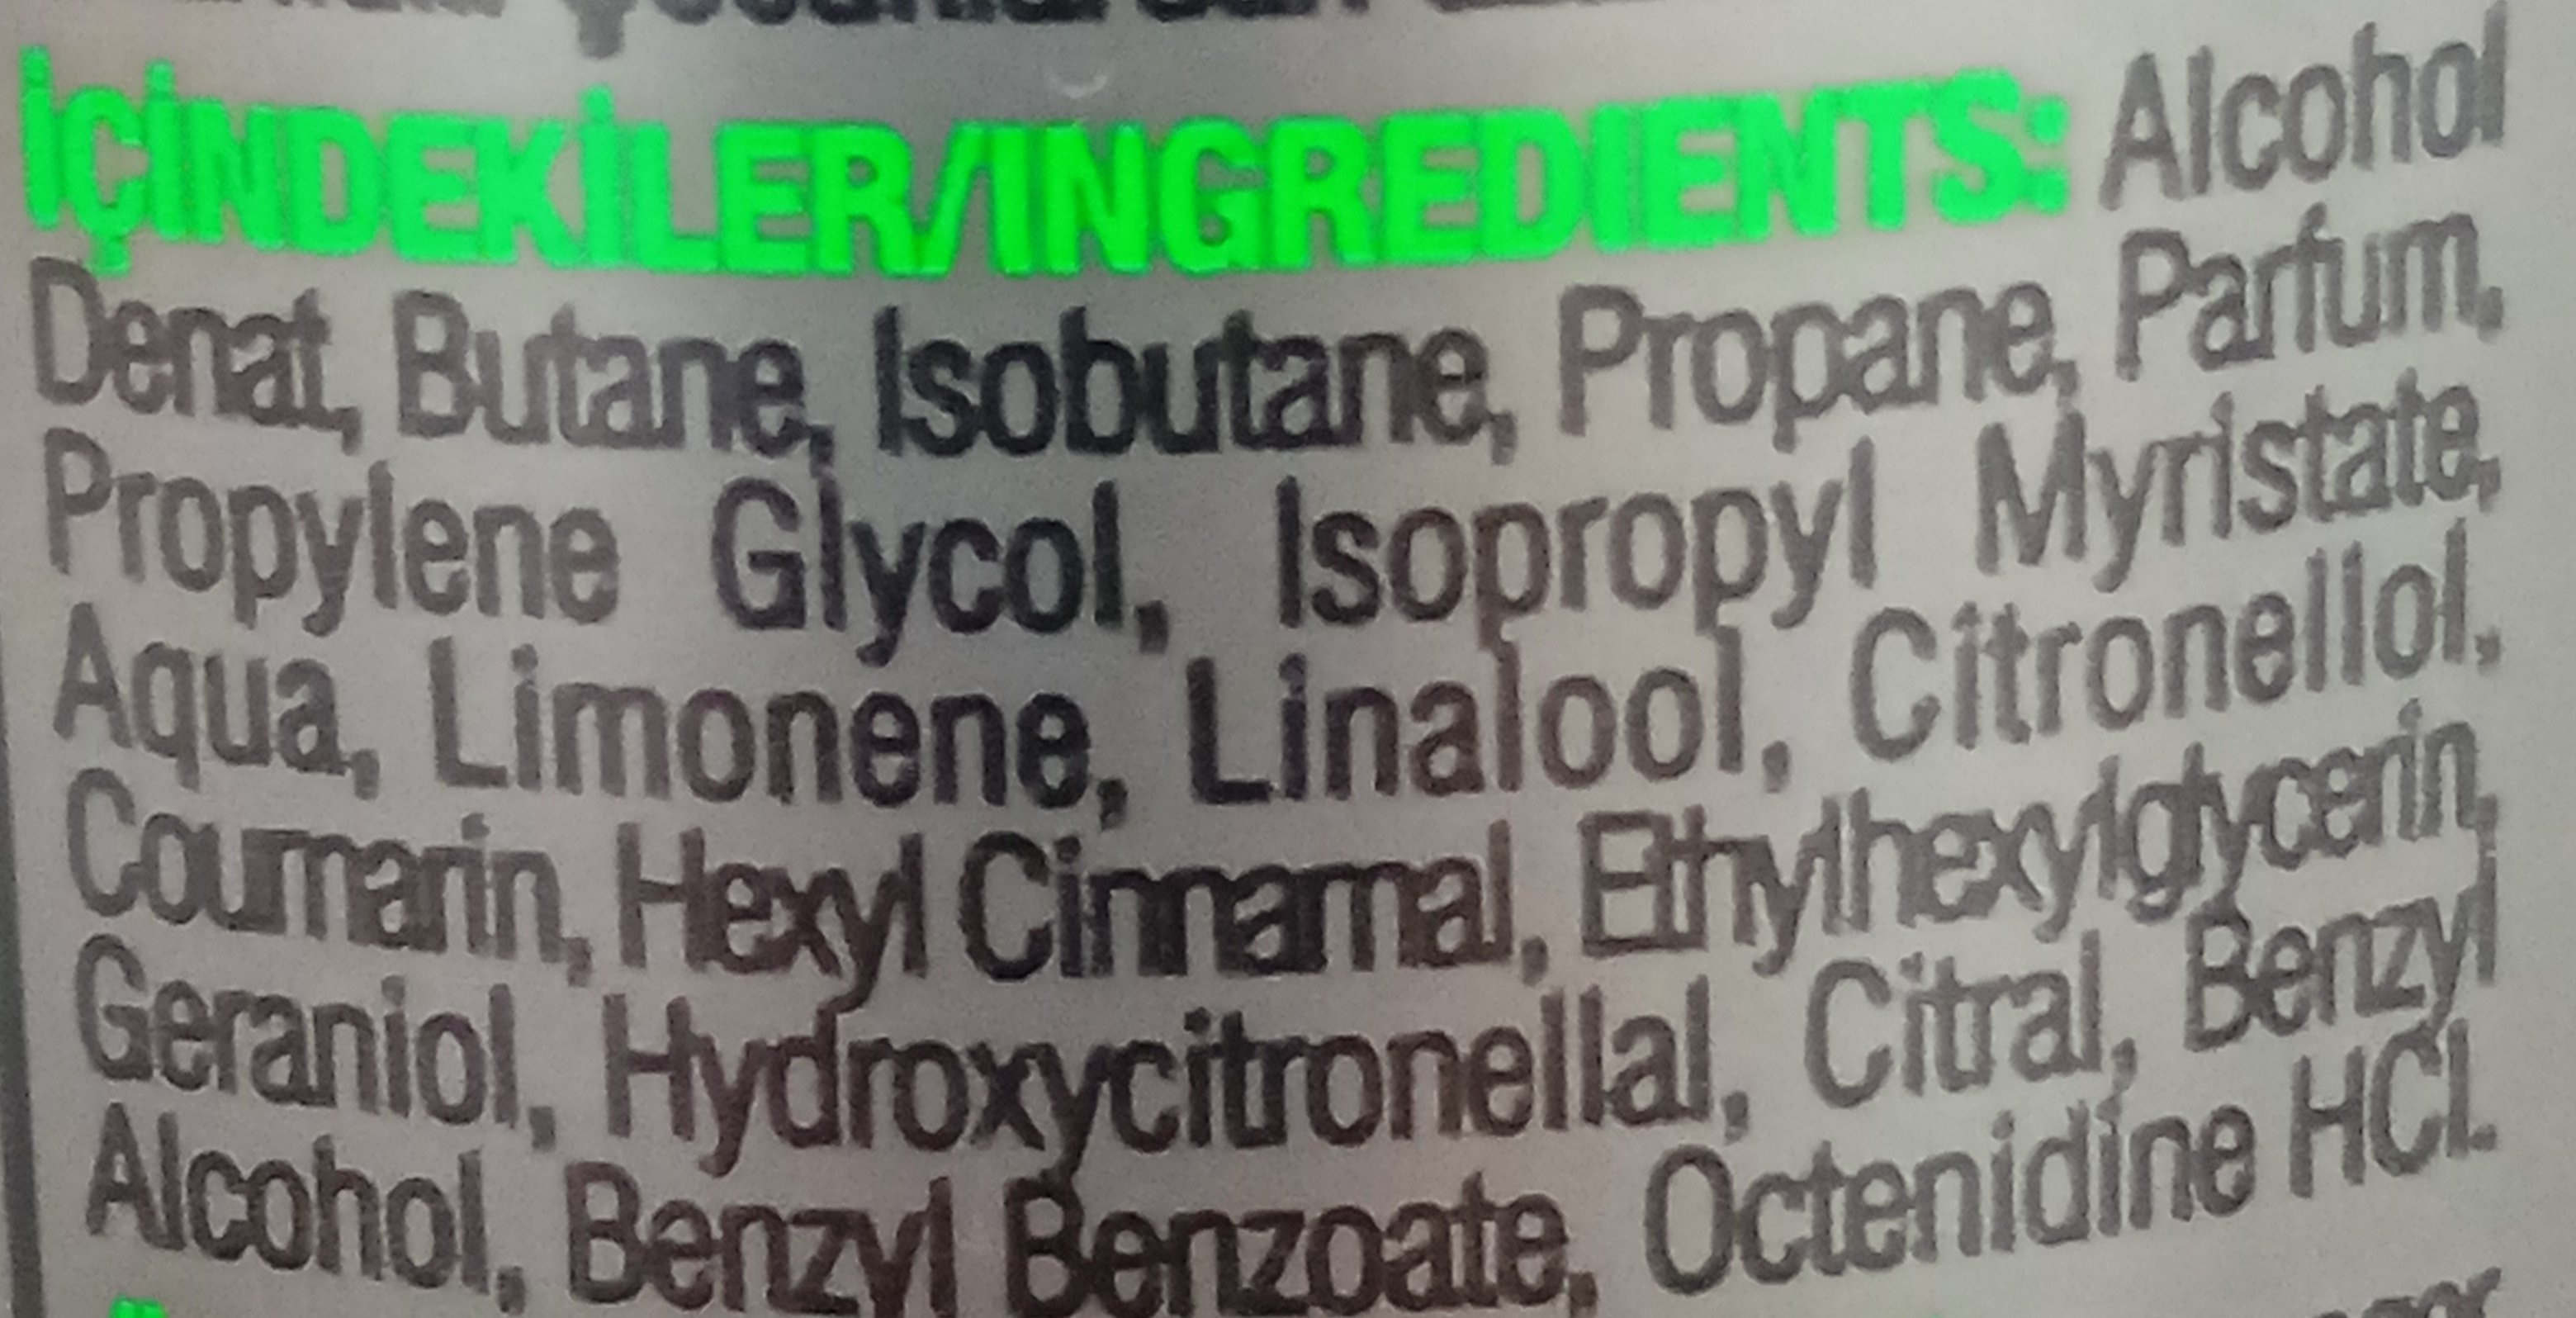 İÇİNDEKİLER/INGREDIENTS: Alcohol
Denat, Butane, Isobutane, Propane, Parfum,
Propylene Glycol, Isopropyl Myristate,
Aqua, Limonene, Linalool, Citronellol,
Coumarin, Hexyl Cinnamal, Ethylhexylglycerin,
Geraniol, Hydroxycitronellal, Citral, Benzyl
Alcohol, Benzyl Benzoate, Octenidine HCl.